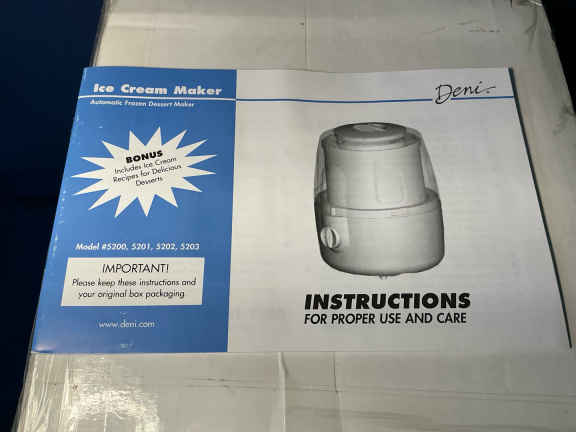 Ice Cream Maker
Automatic Frozen Dessert Maker
Deni
BONUS
Includes Ice Cream
Recipes for Delicious
Desserts
Model #5200, 5201, 5202, 5203
IMPORTANT!
Please keep these instructions and
your original box packaging
www.deni.com
INSTRUCTIONS
FOR PROPER USE AND CARE